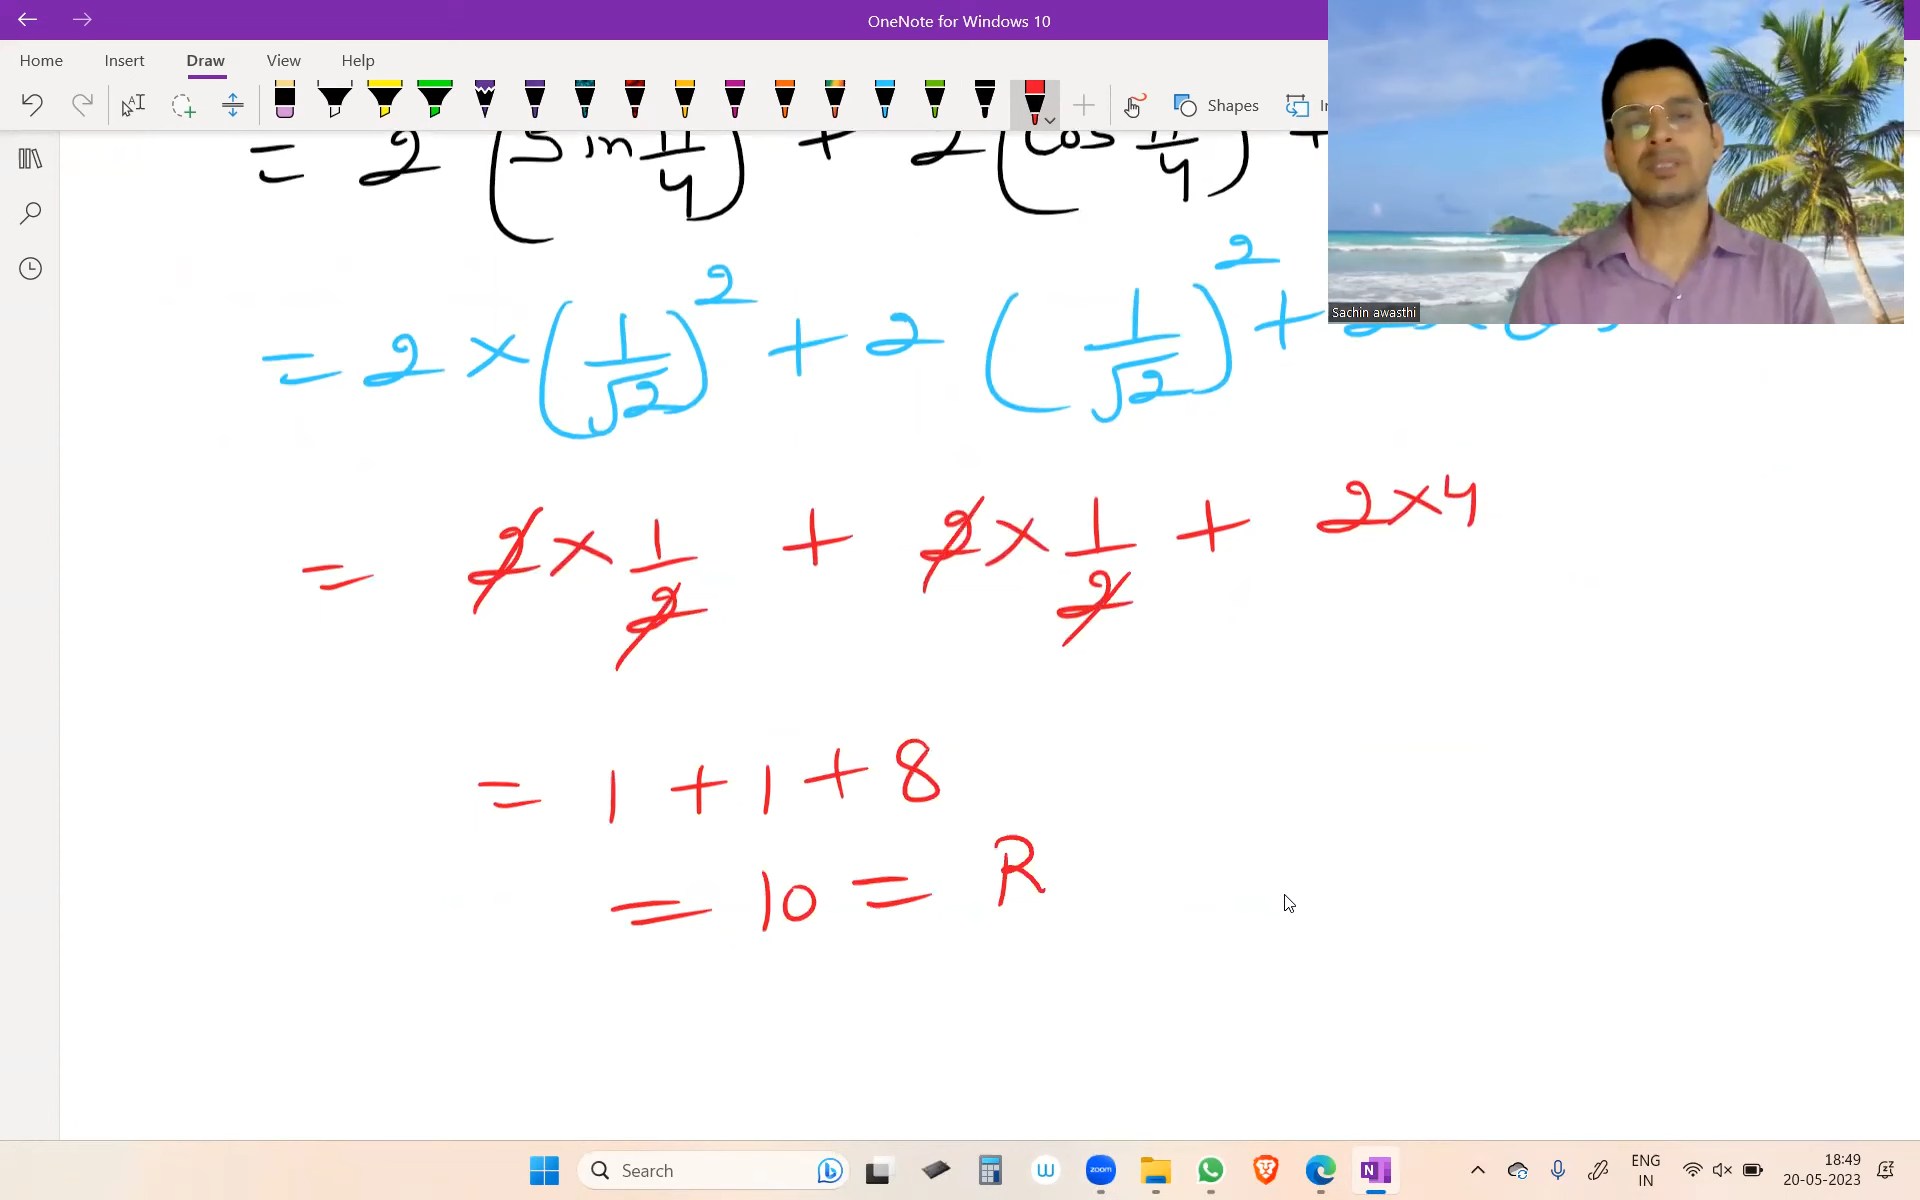 OneNote for Windows 10
Home Insert Draw View Help
Shapes
= 2 (sin π/4) + 2 (cos π/4) +
= 2 × (1/√2)² + 2 (1/√2)² +
Sachin awasthi
= 2 × 1/2 + 2 × 1/2 + 2×4
= 1 + 1 + 8
= 10 = R
Search
zoom
ENG
IN
18:49
20-05-2023